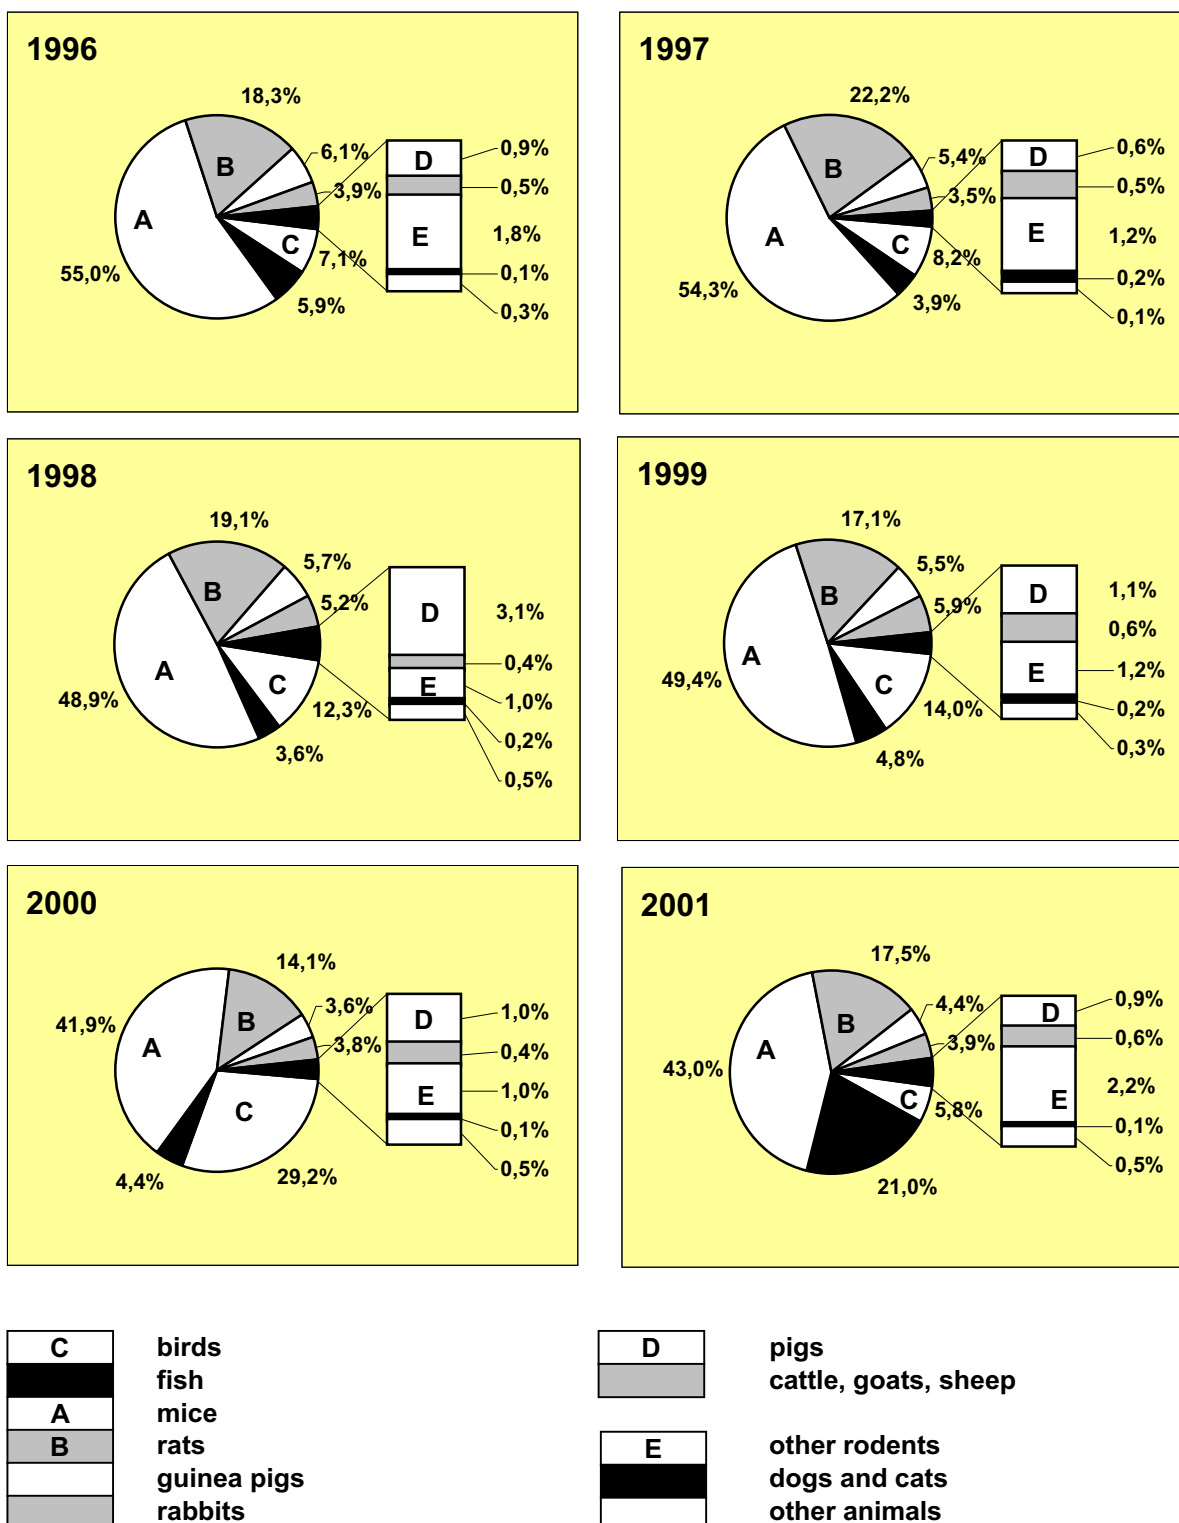 1996
18,3%
6,1%
3,9%
B
A
C
7,1%
55,0%
5,9%
D
E
0,9%
0,5%
1,8%
0,1%
0,3%
1997
22,2%
5,4%
3,5%
B
A
C
8,2%
54,3%
3,9%
D
E
0,6%
0,5%
1,2%
0,2%
0,1%
1998
19,1%
5,7%
5,2%
B
A
C
48,9%
12,3%
3,6%
D
E
3,1%
0,4%
1,0%
0,2%
0,5%
1999
17,1%
5,5%
5,9%
B
A
C
49,4%
14,0%
4,8%
D
E
1,1%
0,6%
1,2%
0,2%
0,3%
2000
14,1%
3,6%
3,8%
41,9%
B
A
C
4,4%
29,2%
D
E
1,0%
0,4%
1,0%
0,1%
0,5%
2001
17,5%
4,4%
3,9%
B
A
43,0%
C
5,8%
21,0%
D
E
0,9%
0,6%
2,2%
0,1%
0,5%
C birds
fish
A mice
B rats
guinea pigs
rabbits
D pigs
cattle, goats, sheep
E other rodents
dogs and cats
other animals